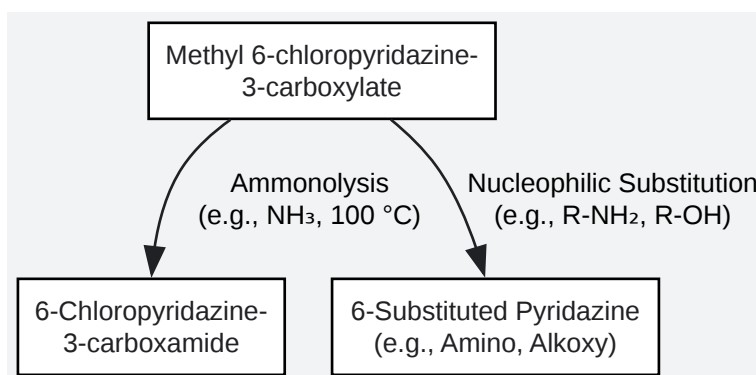 Methyl 6-chloropyridazine-
3-carboxylate
Ammonolysis
(e.g., NH₃, 100 °C)
Nucleophilic Substitution
(e.g., R-NH₂, R-OH)
6-Chloropyridazine-
3-carboxamide
6-Substituted Pyridazine
(e.g., Amino, Alkoxy)